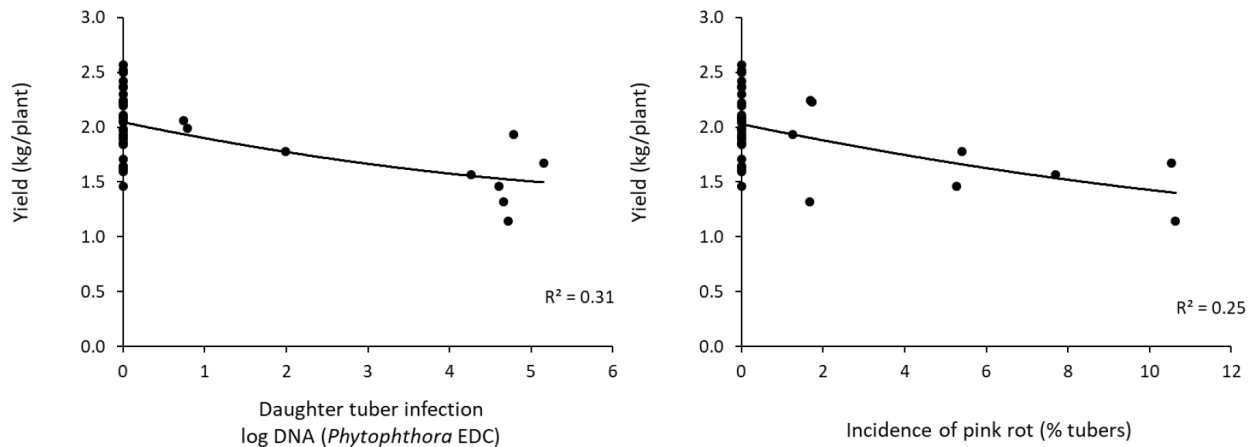 3.0
2.5
2.0
1.5
1.0
0.5
0.0
Yield (kg/plant)
R² = 0.31
0 1 2 3 4 5 6
Daughter tuber infection
log DNA (Phytophthora EDC)
3.0
2.5
2.0
1.5
1.0
0.5
0.0
Yield (kg/plant)
R² = 0.25
0 2 4 6 8 10 12
Incidence of pink rot (% tubers)